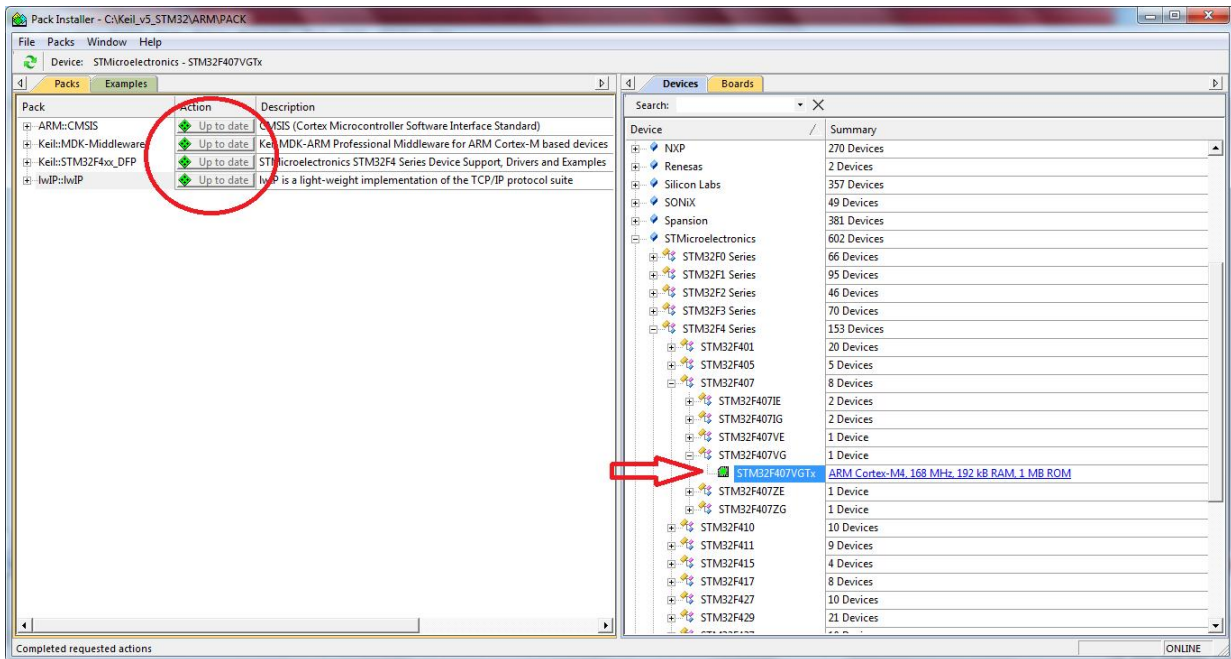 Pack Installer - C:\Keil_v5_STM32\ARM\PACK
File Packs Window Help
Device: STMicroelectronics - STM32F407VGTx
Packs Examples
Pack Action Description
ARM::CMSIS Up to date CMSIS (Cortex Microcontroller Software Interface Standard)
Keil::MDK-Middleware Up to date Keil MDK-ARM Professional Middleware for ARM Cortex-M based devices
Keil::STM32F4xx_DFP Up to date STMicroelectronics STM32F4 Series Device Support, Drivers and Examples
lwIP::lwIP Up to date lwIP is a light-weight implementation of the TCP/IP protocol suite
Devices Boards
Search:
Device / Summary
NXP 270 Devices
Renesas 2 Devices
Silicon Labs 357 Devices
SONiX 49 Devices
Spansion 381 Devices
STMicroelectronics 602 Devices
STM32F0 Series 66 Devices
STM32F1 Series 95 Devices
STM32F2 Series 46 Devices
STM32F3 Series 70 Devices
STM32F4 Series 153 Devices
STM32F401 20 Devices
STM32F405 5 Devices
STM32F407 8 Devices
STM32F407IE 2 Devices
STM32F407IG 2 Devices
STM32F407VE 1 Device
STM32F407VG 1 Device
STM32F407VGTx ARM Cortex-M4, 168 MHz, 192 kB RAM, 1 MB ROM
STM32F407ZE 1 Device
STM32F407ZG 1 Device
STM32F410 10 Devices
STM32F411 9 Devices
STM32F415 4 Devices
STM32F417 8 Devices
STM32F427 10 Devices
STM32F429 21 Devices
Completed requested actions ONLINE